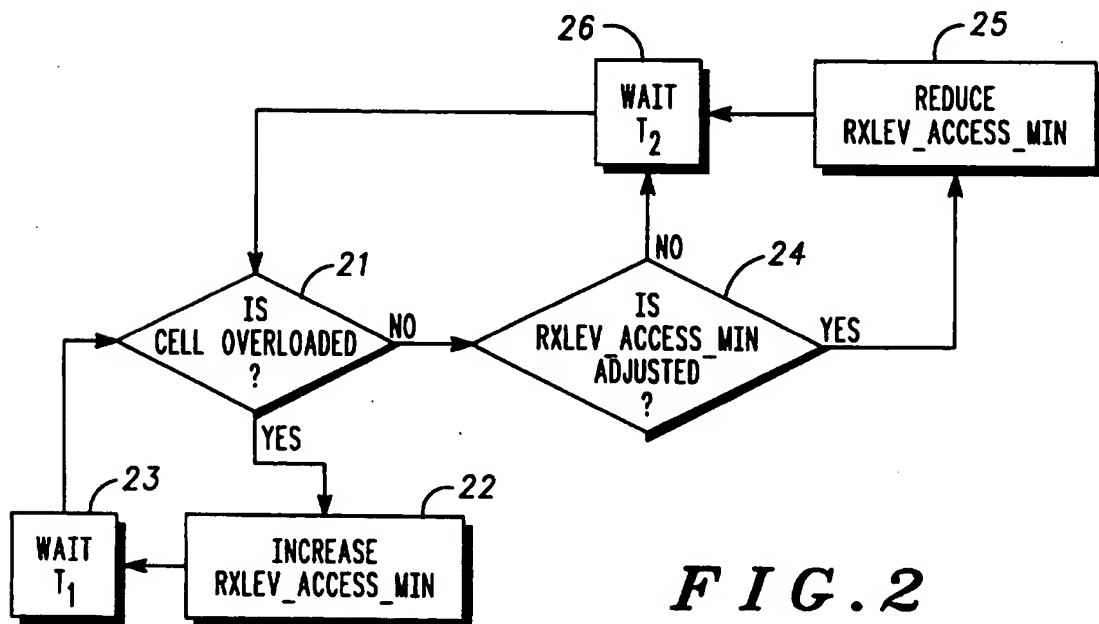 26
25
WAIT
T2
REDUCE
RXLEV_ACCESS_MIN
21
IS
CELL OVERLOADED
?
NO
YES
NO
24
IS
RXLEV_ACCESS_MIN
ADJUSTED
?
YES
23
WAIT
T1
22
INCREASE
RXLEV_ACCESS_MIN
FIG.2